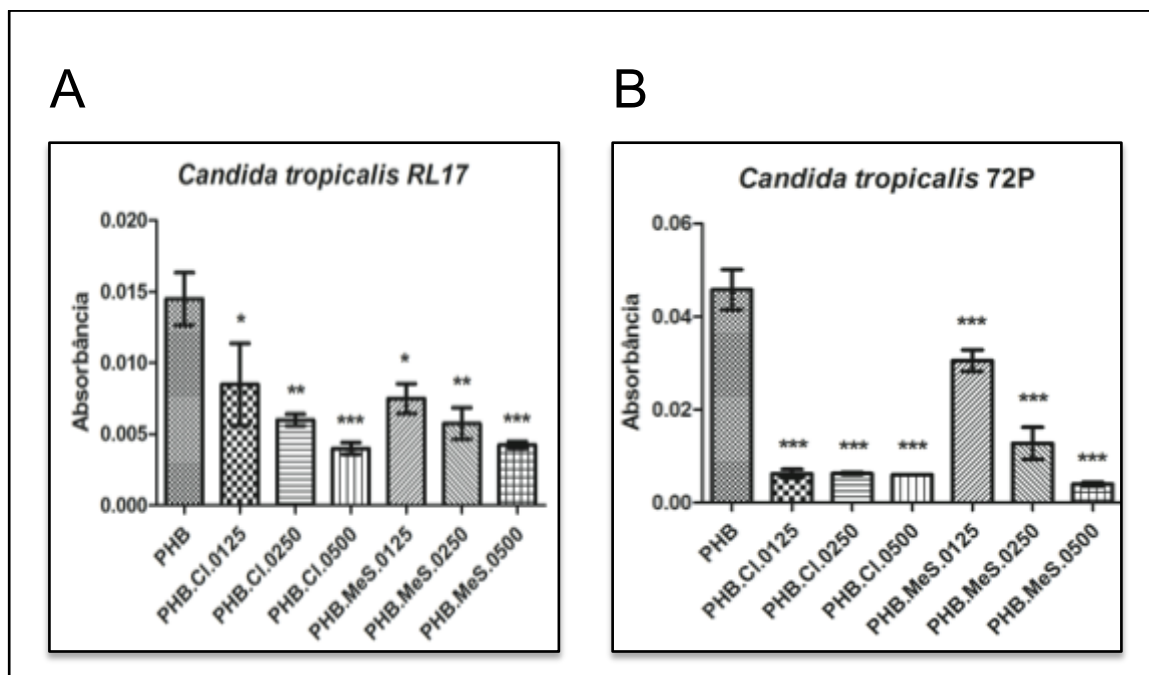 A
B
Candida tropicalis RL17
0.020
0.015
0.010
0.005
0.000
Absorbância
*
**
***
*
**
***
PHB
PHB.Cl.0125
PHB.Cl.0250
PHB.Cl.0500
PHB.MeS.0125
PHB.MeS.0250
PHB.MeS.0500
Candida tropicalis 72P
0.06
0.04
0.02
0.00
Absorbância
***
***
***
***
***
***
PHB
PHB.Cl.0125
PHB.Cl.0250
PHB.Cl.0500
PHB.MeS.0125
PHB.MeS.0250
PHB.MeS.0500